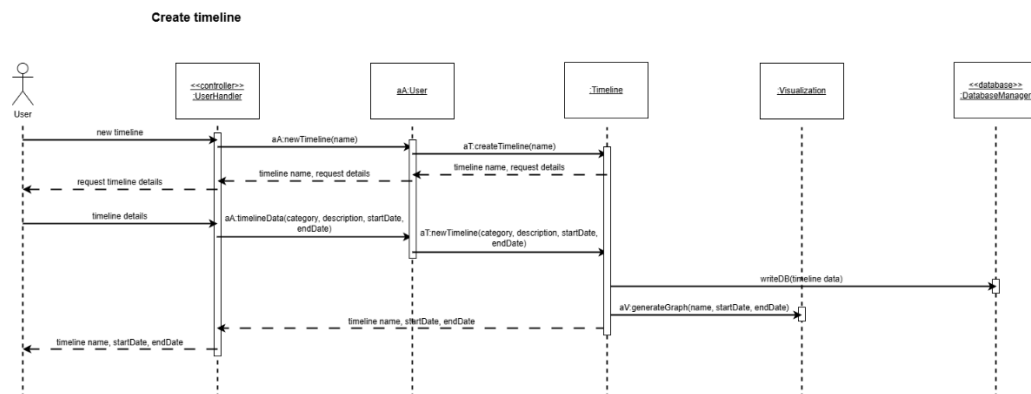 Create timeline
<<controller>>
:UserHandler
aA:User
:Timeline
:Visualization
<<database>>
:DatabaseManager
User
new timeline
aA:newTimeline(name)
aT:createTimeline(name)
timeline name, request details
timeline name, request details
request timeline details
timeline details
aA:timelineData(category, description, startDate,
endDate)
aT:newTimeline(category, description, startDate,
endDate)
writeDB(timeline data)
aV:generateGraph(name, startDate, endDate)
timeline name, startDate, endDate
timeline name, startDate, endDate